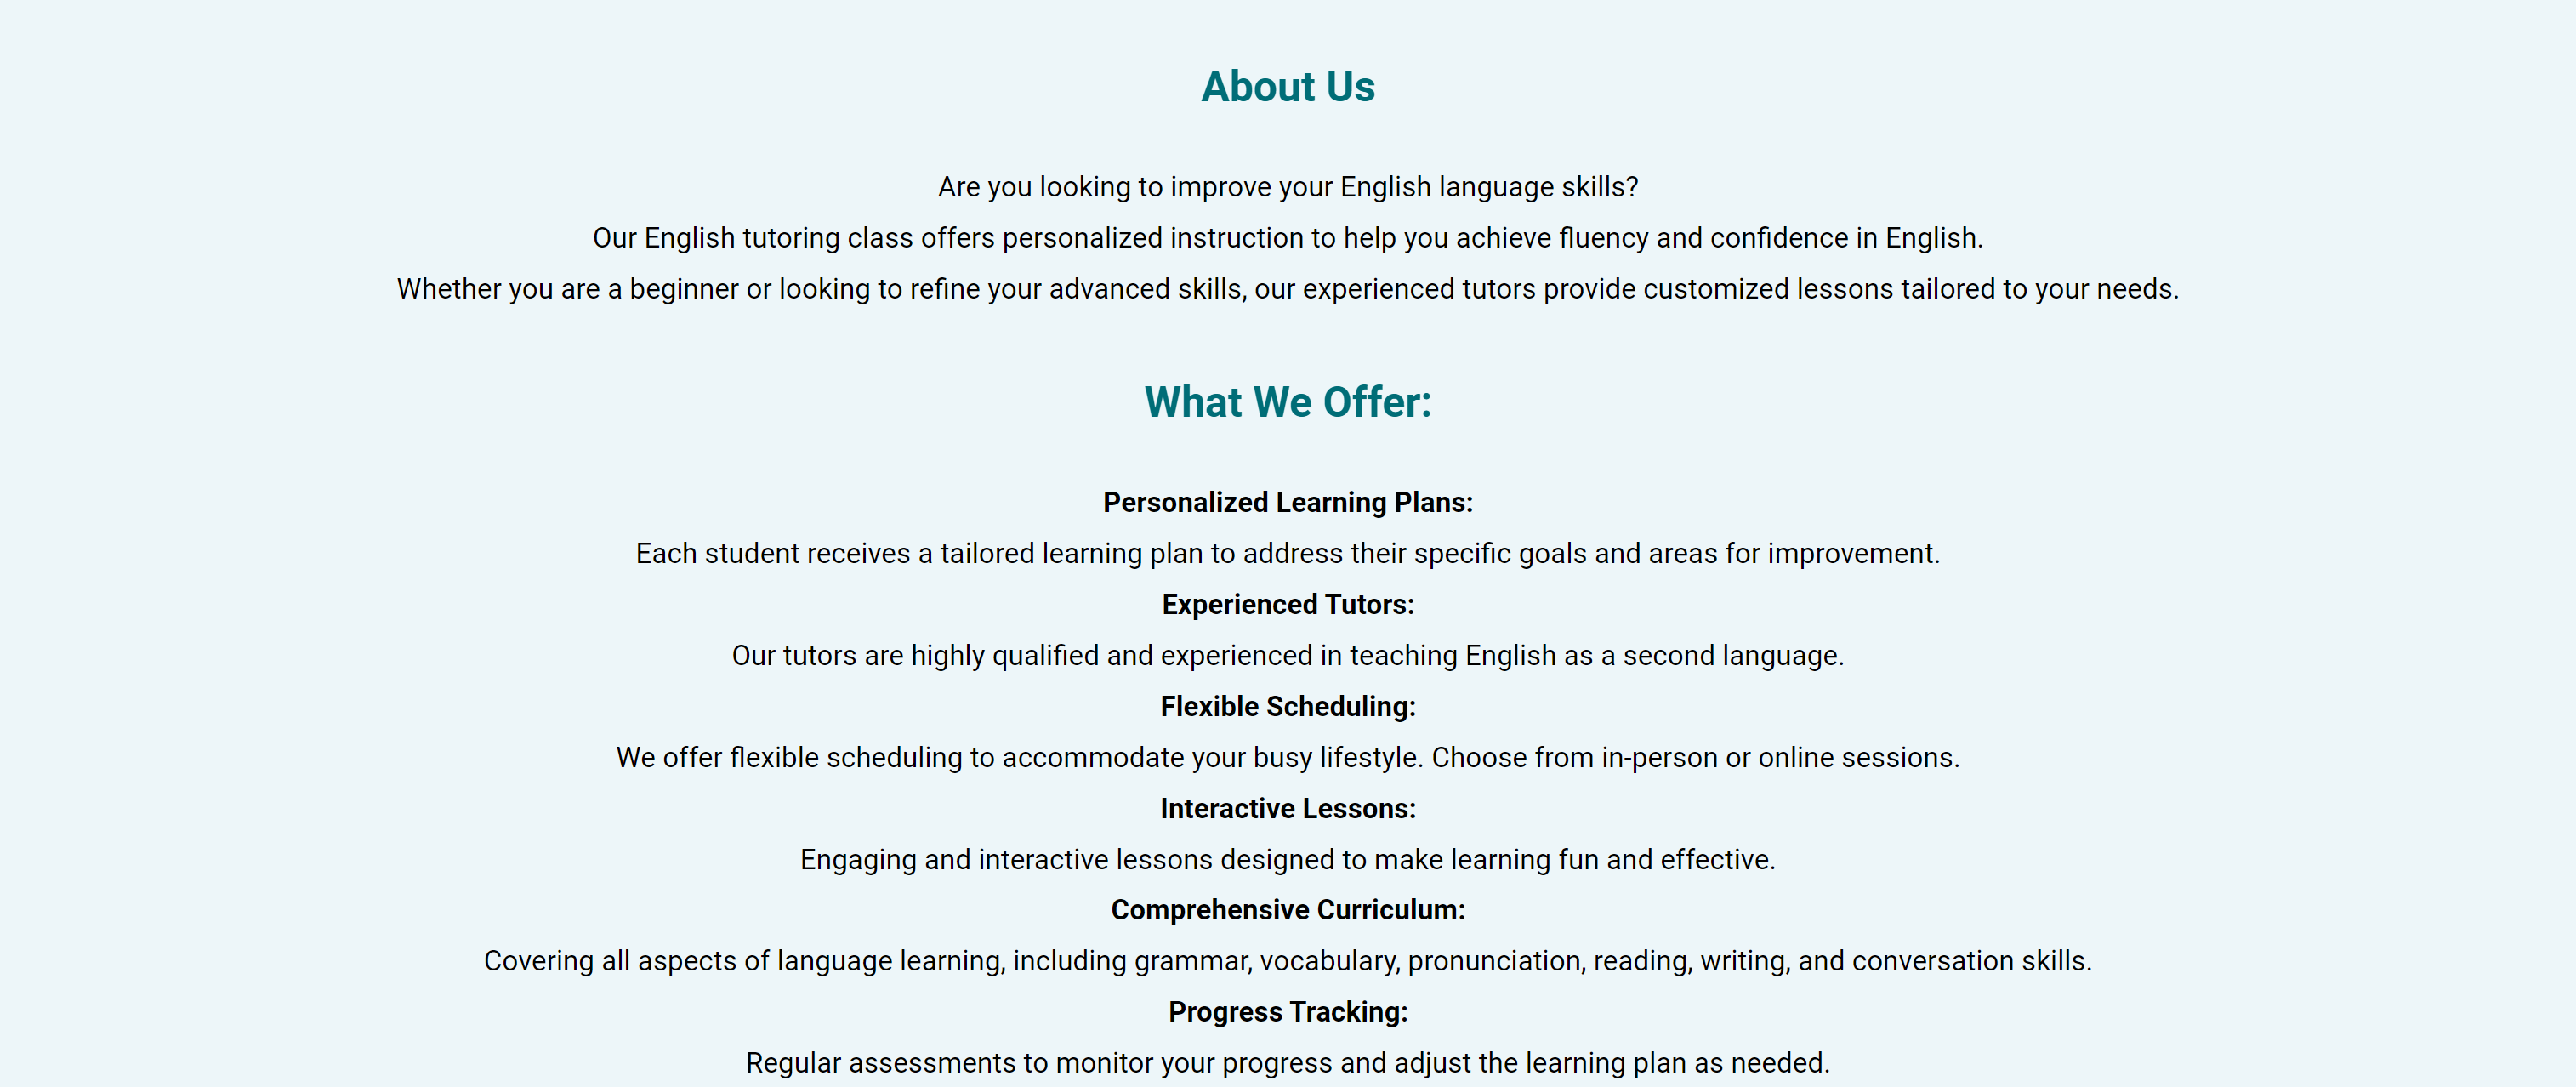 About Us
Are you looking to improve your English language skills?
Our English tutoring class offers personalized instruction to help you achieve fluency and confidence in English.
Whether you are a beginner or looking to refine your advanced skills, our experienced tutors provide customized lessons tailored to your needs.
What We Offer:
Personalized Learning Plans:
Each student receives a tailored learning plan to address their specific goals and areas for improvement.
Experienced Tutors:
Our tutors are highly qualified and experienced in teaching English as a second language.
Flexible Scheduling:
We offer flexible scheduling to accommodate your busy lifestyle. Choose from in-person or online sessions.
Interactive Lessons:
Engaging and interactive lessons designed to make learning fun and effective.
Comprehensive Curriculum:
Covering all aspects of language learning, including grammar, vocabulary, pronunciation, reading, writing, and conversation skills.
Progress Tracking:
Regular assessments to monitor your progress and adjust the learning plan as needed.